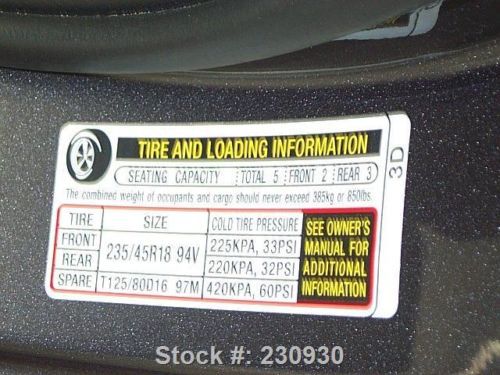 TIRE AND LOADING INFORMATION
SEATING CAPACITY TOTAL 5 FRONT 2 REAR 3
The combined weight of occupants and cargo should never exceed 385kg or 850lbs.
TIRE SIZE COLD TIRE PRESSURE
FRONT 235/45R18 94V 225KPA, 33PSI
REAR 220KPA, 32PSI
SPARE T125/80D16 97M 420KPA, 60PSI
SEE OWNER'S
MANUAL FOR
ADDITIONAL
INFORMATION
3D
Stock #: 230930